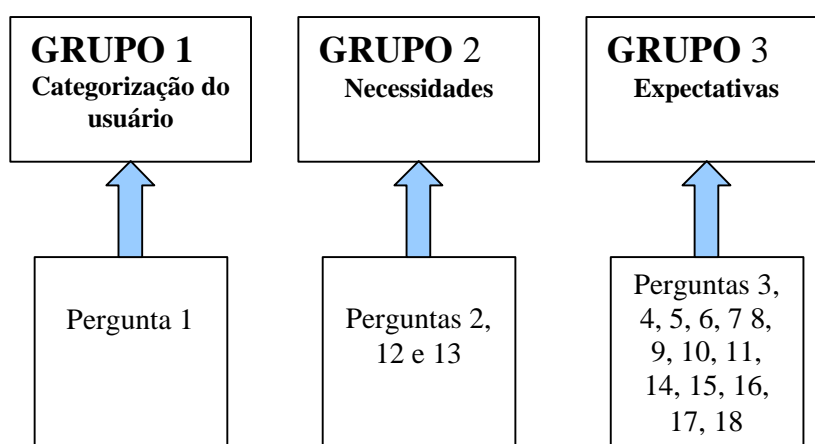 GRUPO 1
Categorização do
usuário
GRUPO 2
Necessidades
GRUPO 3
Expectativas
Pergunta 1
Perguntas 2,
12 e 13
Perguntas 3,
4, 5, 6, 7 8,
9, 10, 11,
14, 15, 16,
17, 18